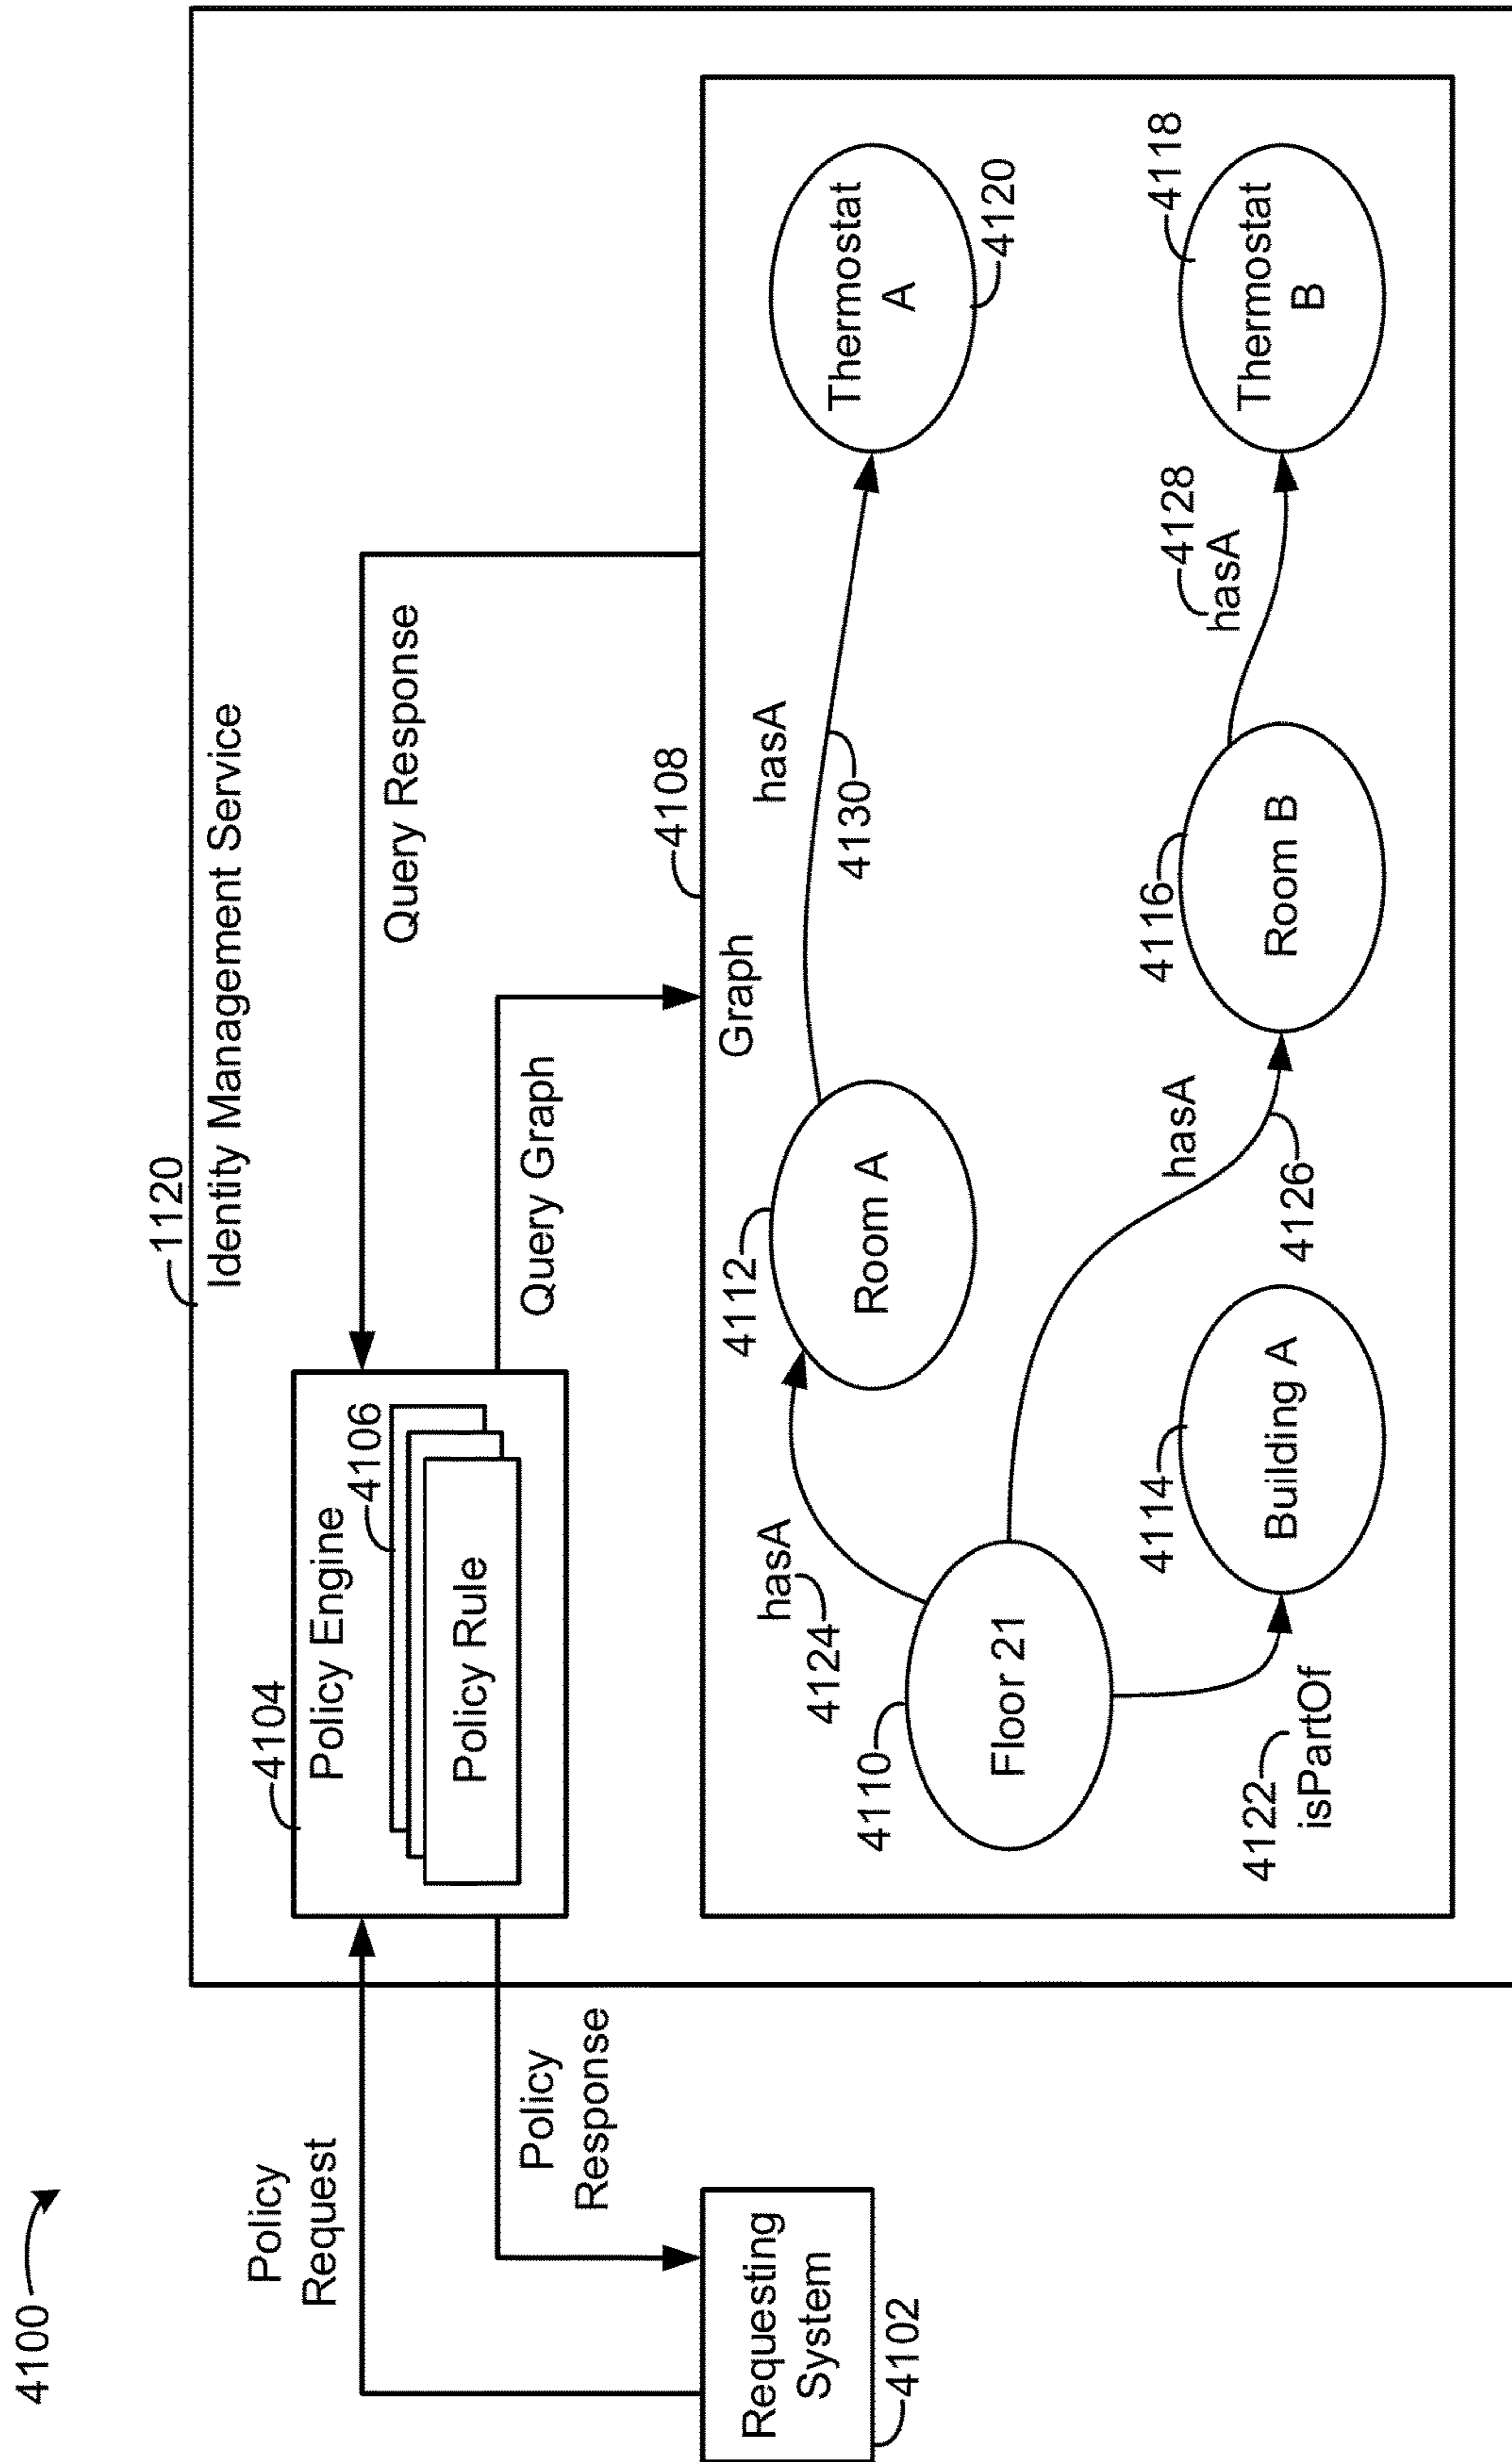 4100
1120
Identity Management Service
4104
Policy Engine
4106
Policy Rule
Policy
Request
Policy
Response
Query Response
Query Graph
Requesting
System
4102
4108
Graph
4112
Room A
hasA
4130
Thermostat
A
4120
hasA
4124
4110
Floor 21
hasA
4126
4116
Room B
4128
hasA
4118
Thermostat
B
4114
Building A
4122
isPartOf